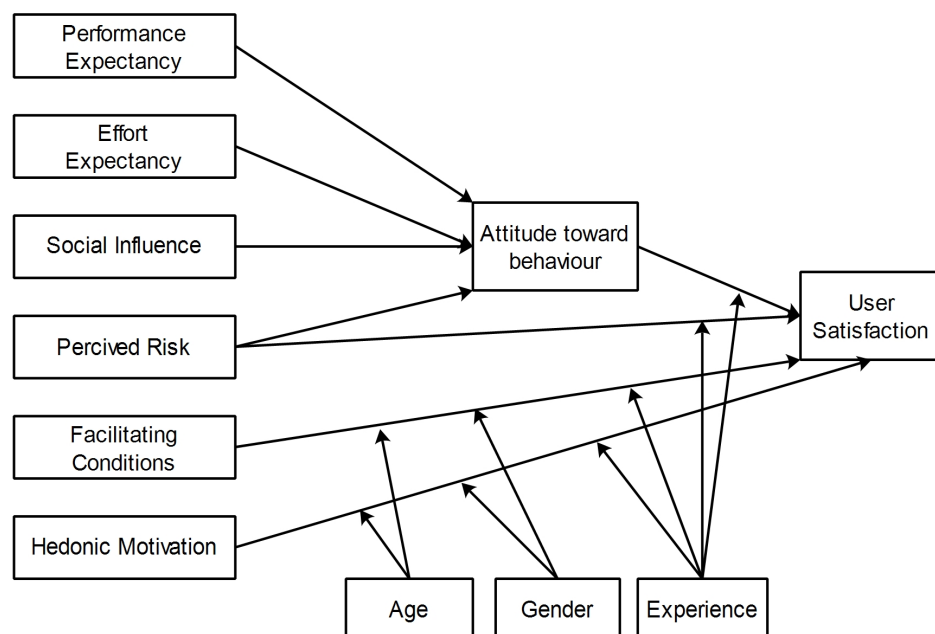 Performance
Expectancy
Effort
Expectancy
Social Influence
Attitude toward
behaviour
User
Satisfaction
Percived Risk
Facilitating
Conditions
Hedonic Motivation
Age
Gender
Experience